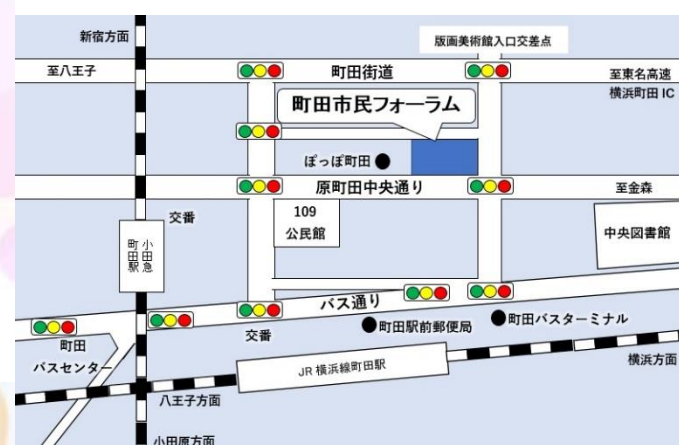 新宿方面
版画美術館入口交差点
至八王子
町田街道
至東名高速
横浜町田 IC
町田市民フォーラム
ぽっぽ町田
原町田中央通り
至金森
109
公民館
交番
小田急
町田駅
中央図書館
バス通り
町田
バスセンター
交番
町田駅前郵便局
町田バスターミナル
JR 横浜線町田駅
横浜方面
八王子方面
小田原方面